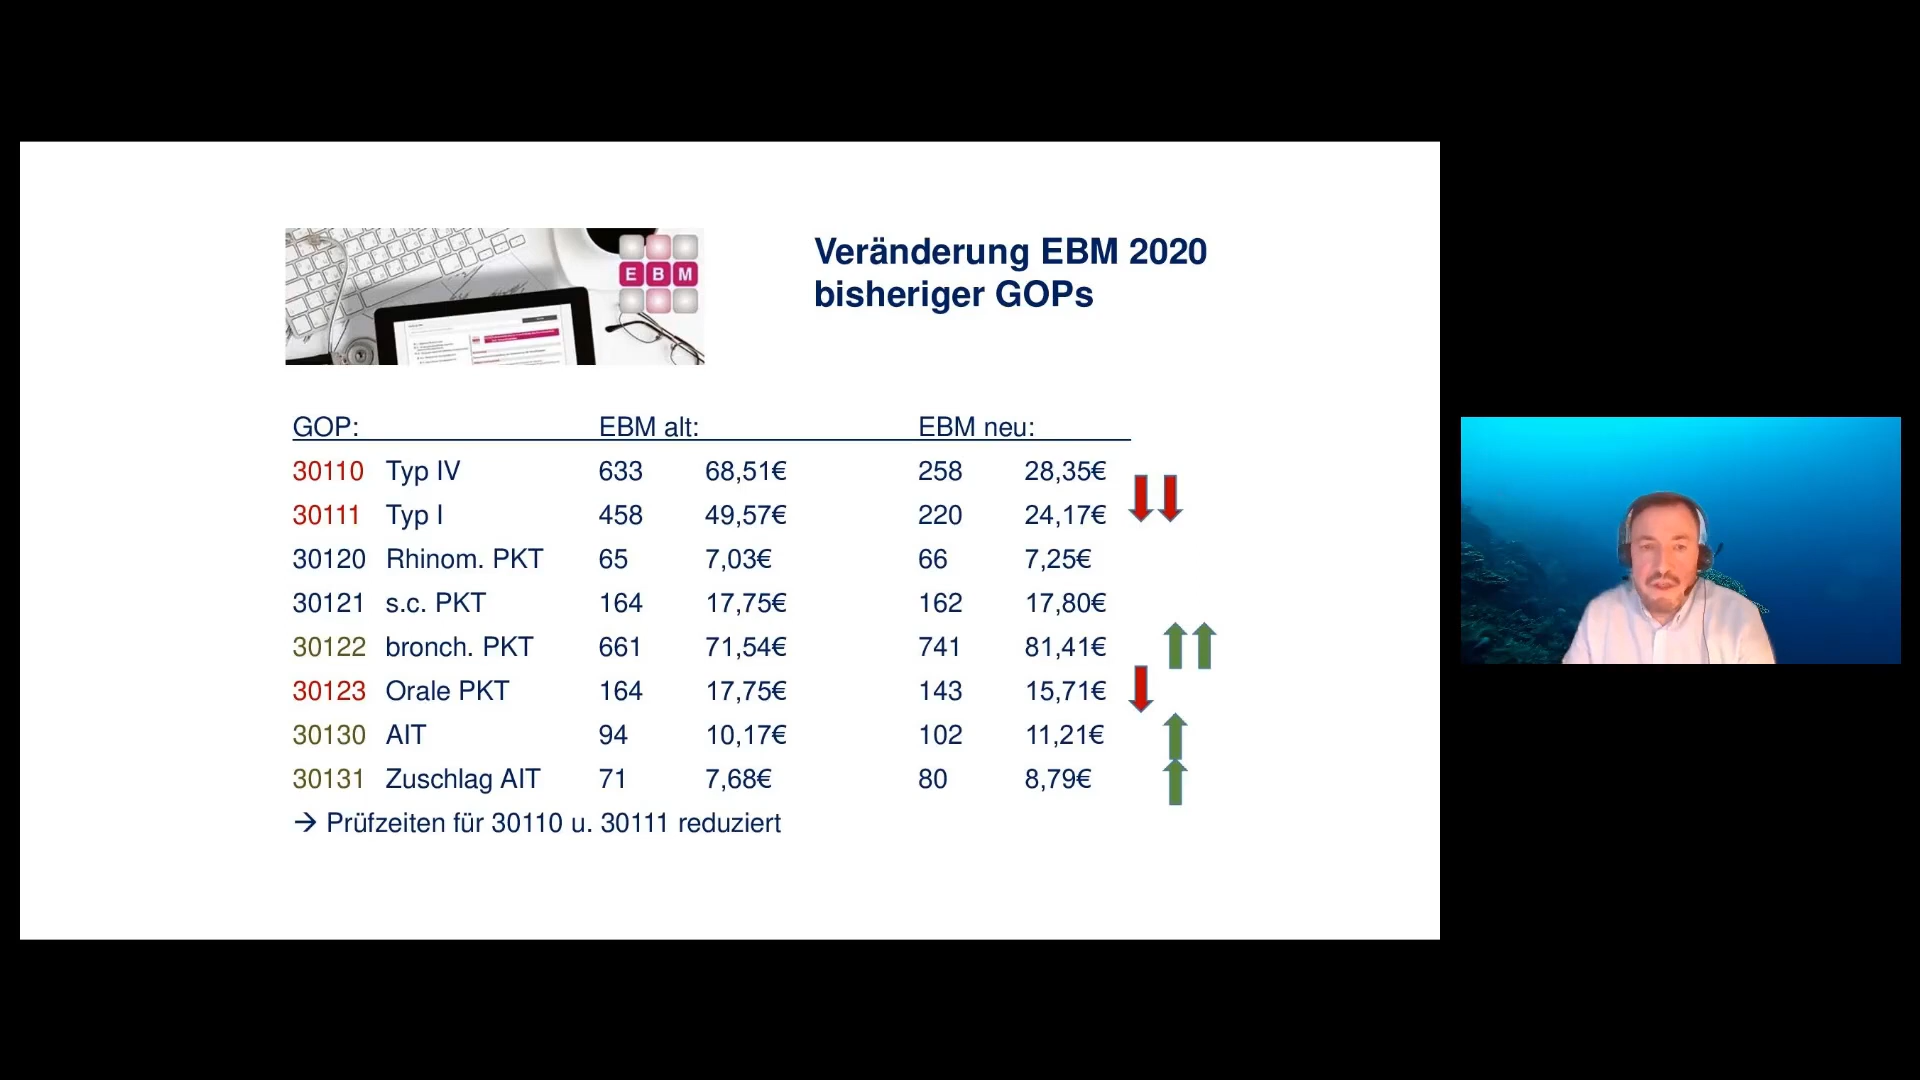 E B M
Veränderung EBM 2020
bisheriger GOPs
GOP: EBM alt: EBM neu:
30110 Typ IV 633 68,51€ 258 28,35€
30111 Typ I 458 49,57€ 220 24,17€
30120 Rhinom. PKT 65 7,03€ 66 7,25€
30121 s.c. PKT 164 17,75€ 162 17,80€
30122 bronch. PKT 661 71,54€ 741 81,41€
30123 Orale PKT 164 17,75€ 143 15,71€
30130 AIT 94 10,17€ 102 11,21€
30131 Zuschlag AIT 71 7,68€ 80 8,79€
→ Prüfzeiten für 30110 u. 30111 reduziert